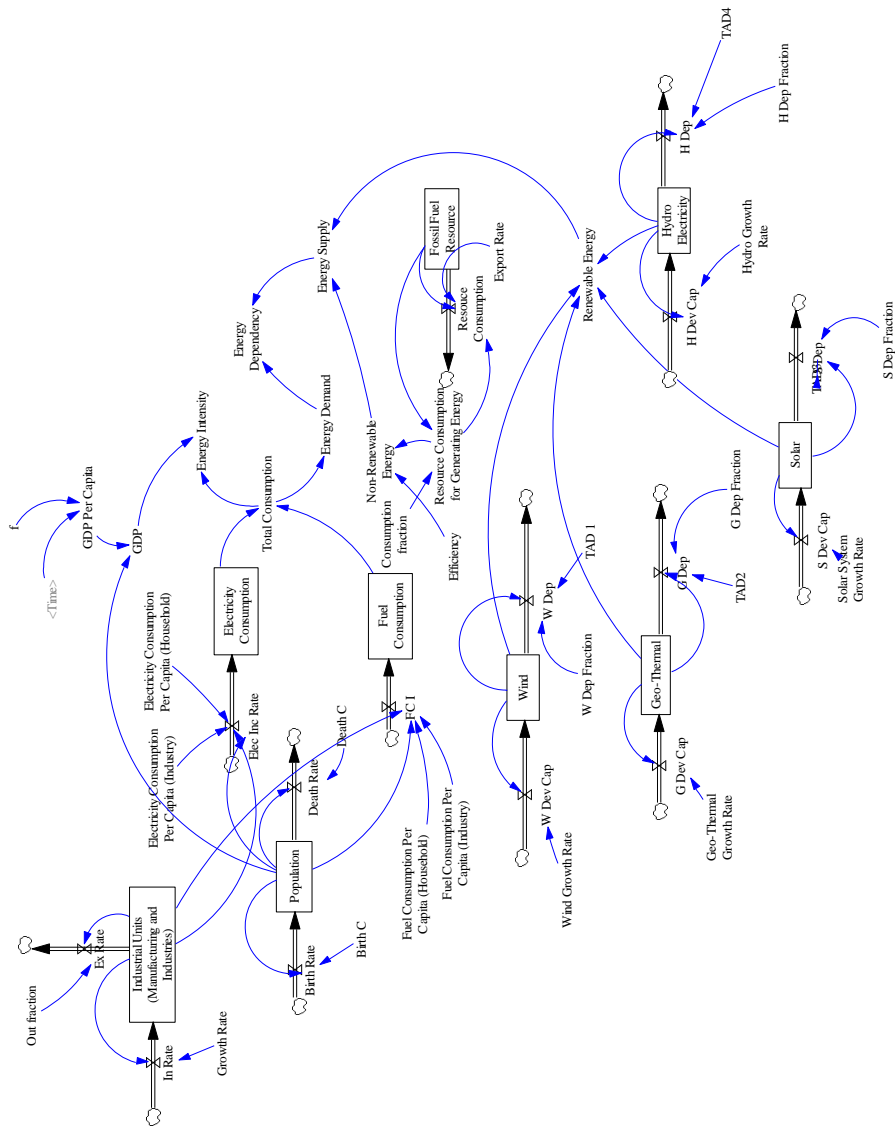 Out fraction
Ex Rate
Industrial Units
(Manufacturing and
Industries)
In Rate
Growth Rate
f
<Time>
GDP Per Capita
GDP
Energy Intensity
Energy
Dependency
Energy Supply
Energy Demand
Total Consumption
Electricity Consumption
Per Capita (Industry)
Electricity Consumption
Per Capita (Household)
Elec Inc Rate
Electricity
Consumption
Population
Birth Rate
Birth C
Death Rate
Death C
Fuel
Consumption
FC I
Fuel Consumption Per
Capita (Household)
Fuel Consumption Per
Capita (Industry)
Non-Renewable
Energy
Consumption
fraction
Resource Consumption
for Generating Energy
Efficiency
Fossil Fuel
Resource
Resouce
Consumption
Export Rate
Renewable Energy
Wind
W Dev Cap
Wind Growth Rate
W Dep
TAD 1
W Dep Fraction
Geo-Thermal
G Dev Cap
Geo-Thermal
Growth Rate
G Dep
G Dep Fraction
TAD2
Solar
S Dev Cap
Solar System
Growth Rate
S Dep
S Dep Fraction
Hydro
Electricity
H Dev Cap
Hydro Growth
Rate
H Dep
TAD4
H Dep Fraction